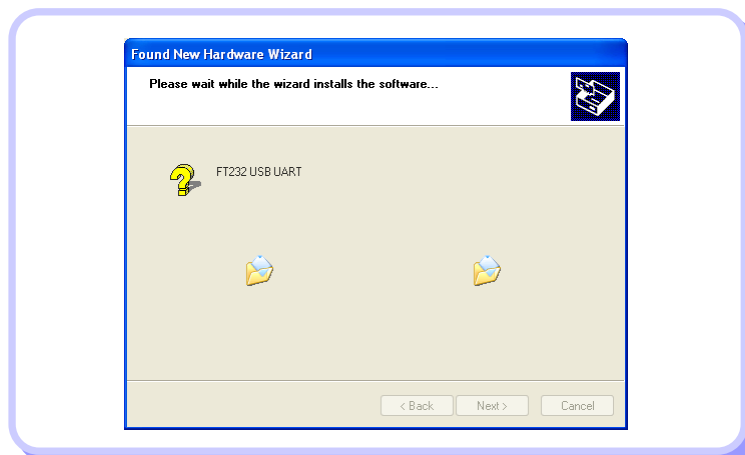 Found New Hardware Wizard
Please wait while the wizard installs the software...
FT232 USB UART
< Back
Next >
Cancel